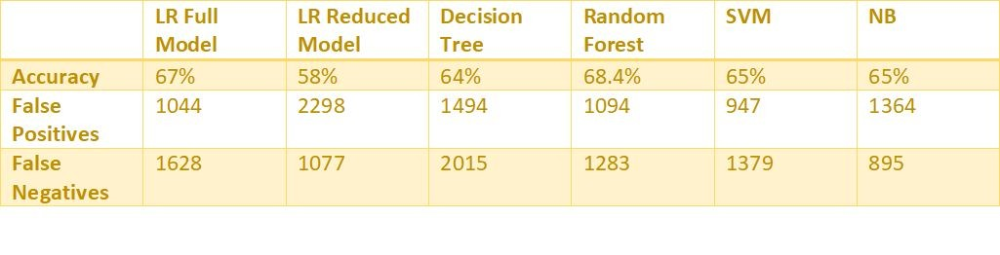 LR Full Model LR Reduced Model Decision Tree Random Forest SVM NB
Accuracy 67% 58% 64% 68.4% 65% 65%
False Positives 1044 2298 1494 1094 947 1364
False Negatives 1628 1077 2015 1283 1379 895